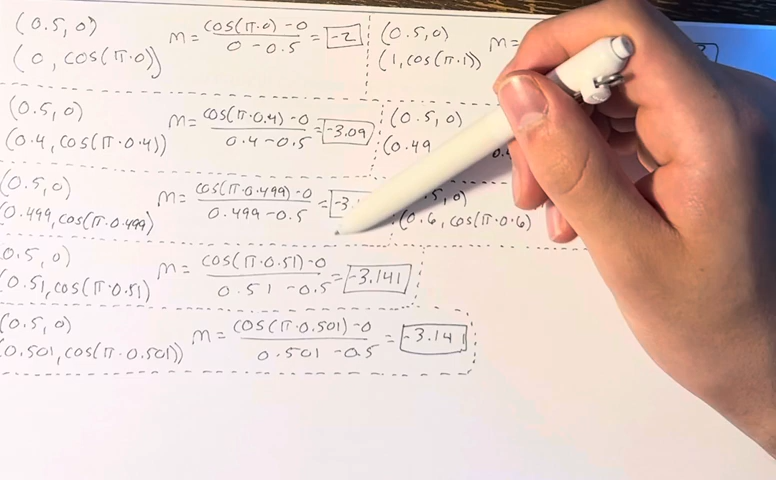 (0.5, 0)
(0, cos(π·0))
m = cos(π·0) - 0 / 0 - 0.5 = -2
(0.5, 0)
(1, cos(π·1))
m =
(0.5, 0)
(0.4, cos(π·0.4))
m = cos(π·0.4) - 0 / 0.4 - 0.5 = -3.09
(0.5, 0)
(0.49
(0.5, 0)
(0.499, cos(π·0.499))
m = cos(π·0.499) - 0 / 0.499 - 0.5 = -3.
5, 0)
(0.6, cos(π·0.6)
0.5, 0)
(0.51, cos(π·0.51)
m = cos(π·0.51) - 0 / 0.51 - 0.5 = -3.141
(0.5, 0)
(0.501, cos(π·0.501))
m = cos(π·0.501) - 0 / 0.501 - 0.5 = -3.141